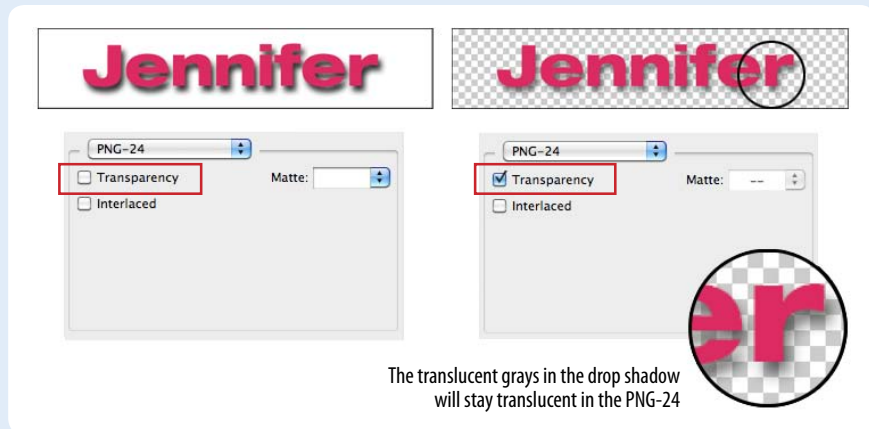 Jennifer
Jennifer
PNG-24
Transparency
Matte:
Interlaced
PNG-24
Transparency
Matte: --
Interlaced
er
The translucent grays in the drop shadow
will stay translucent in the PNG-24